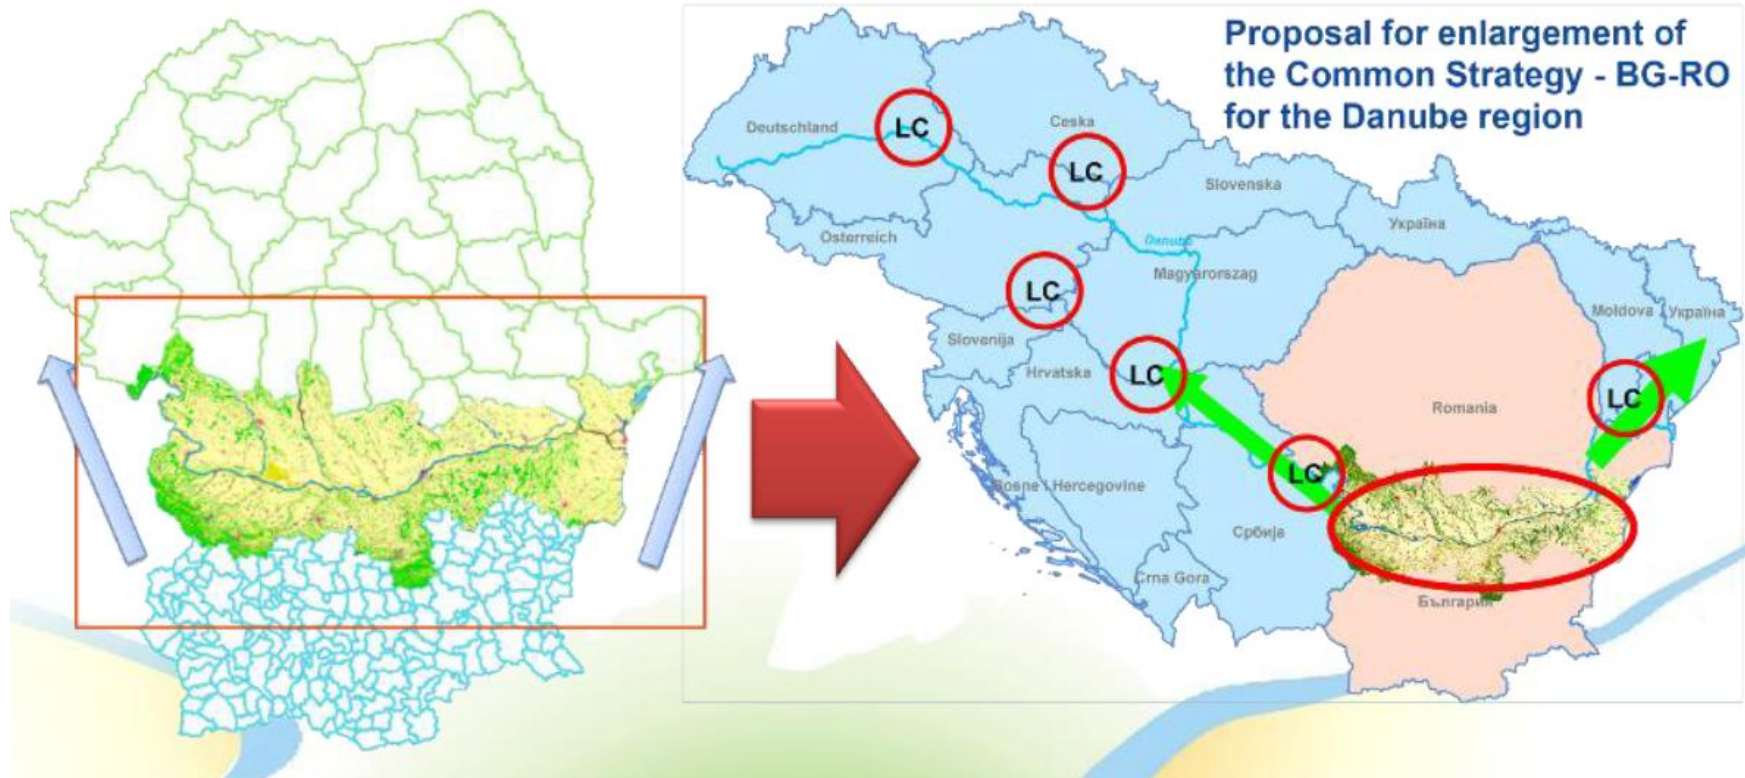 Proposal for enlargement of
the Common Strategy - BG-RO
for the Danube region
Deutschland
LC
Ceska
LC
Slovenska
Україна
Osterreich
Danube
Magyarorszag
LC
Moldova
Україна
Slovenija
Hrvatska
LC
LC
Romania
LC
Bosne i Hercegovine
Србија
Crna Gora
България